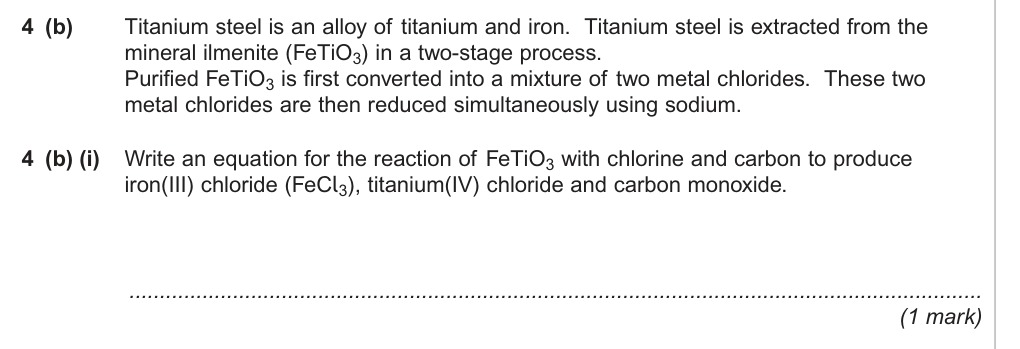 4 (b) Titanium steel is an alloy of titanium and iron. Titanium steel is extracted from the
mineral ilmenite (FeTiO₃) in a two-stage process.
Purified FeTiO₃ is first converted into a mixture of two metal chlorides. These two
metal chlorides are then reduced simultaneously using sodium.
4 (b) (i) Write an equation for the reaction of FeTiO₃ with chlorine and carbon to produce
iron(III) chloride (FeCl₃), titanium(IV) chloride and carbon monoxide.
(1 mark)